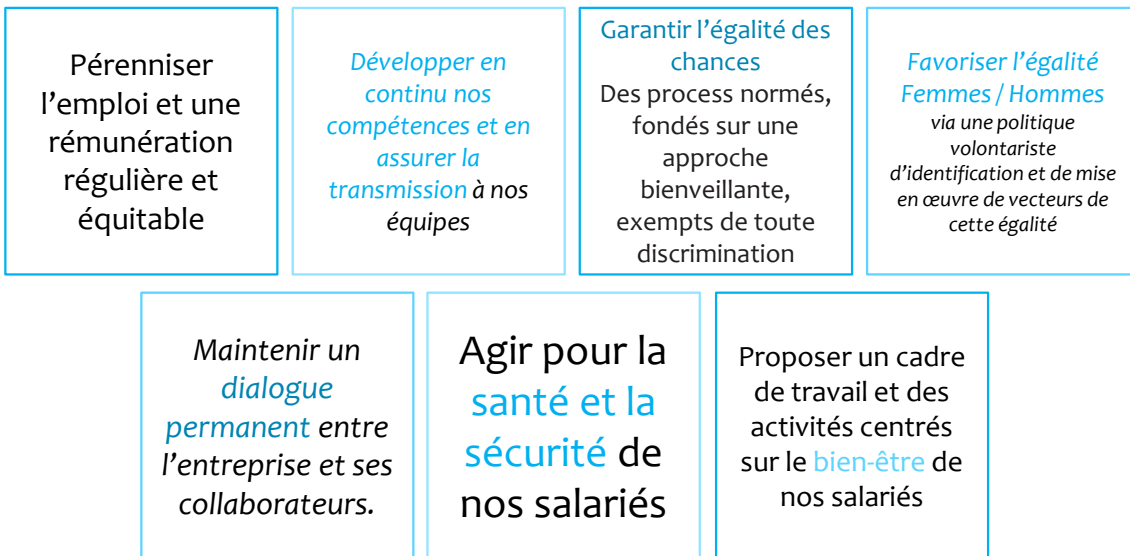 Pérenniser
l'emploi et une
rémunération
régulière et
équitable
Développer en
continu nos
compétences et en
assurer la
transmission à nos
équipes
Garantir l'égalité des
chances
Des process normés,
fondés sur une
approche
bienveillante,
exempts de toute
discrimination
Favoriser l'égalité
Femmes / Hommes
via une politique
volontariste
d'identification et de mise
en œuvre de vecteurs de
cette égalité
Maintenir un
dialogue
permanent entre
l'entreprise et ses
collaborateurs.
Agir pour la
santé et la
sécurité de
nos salariés
Proposer un cadre
de travail et des
activités centrés
sur le bien-être de
nos salariés